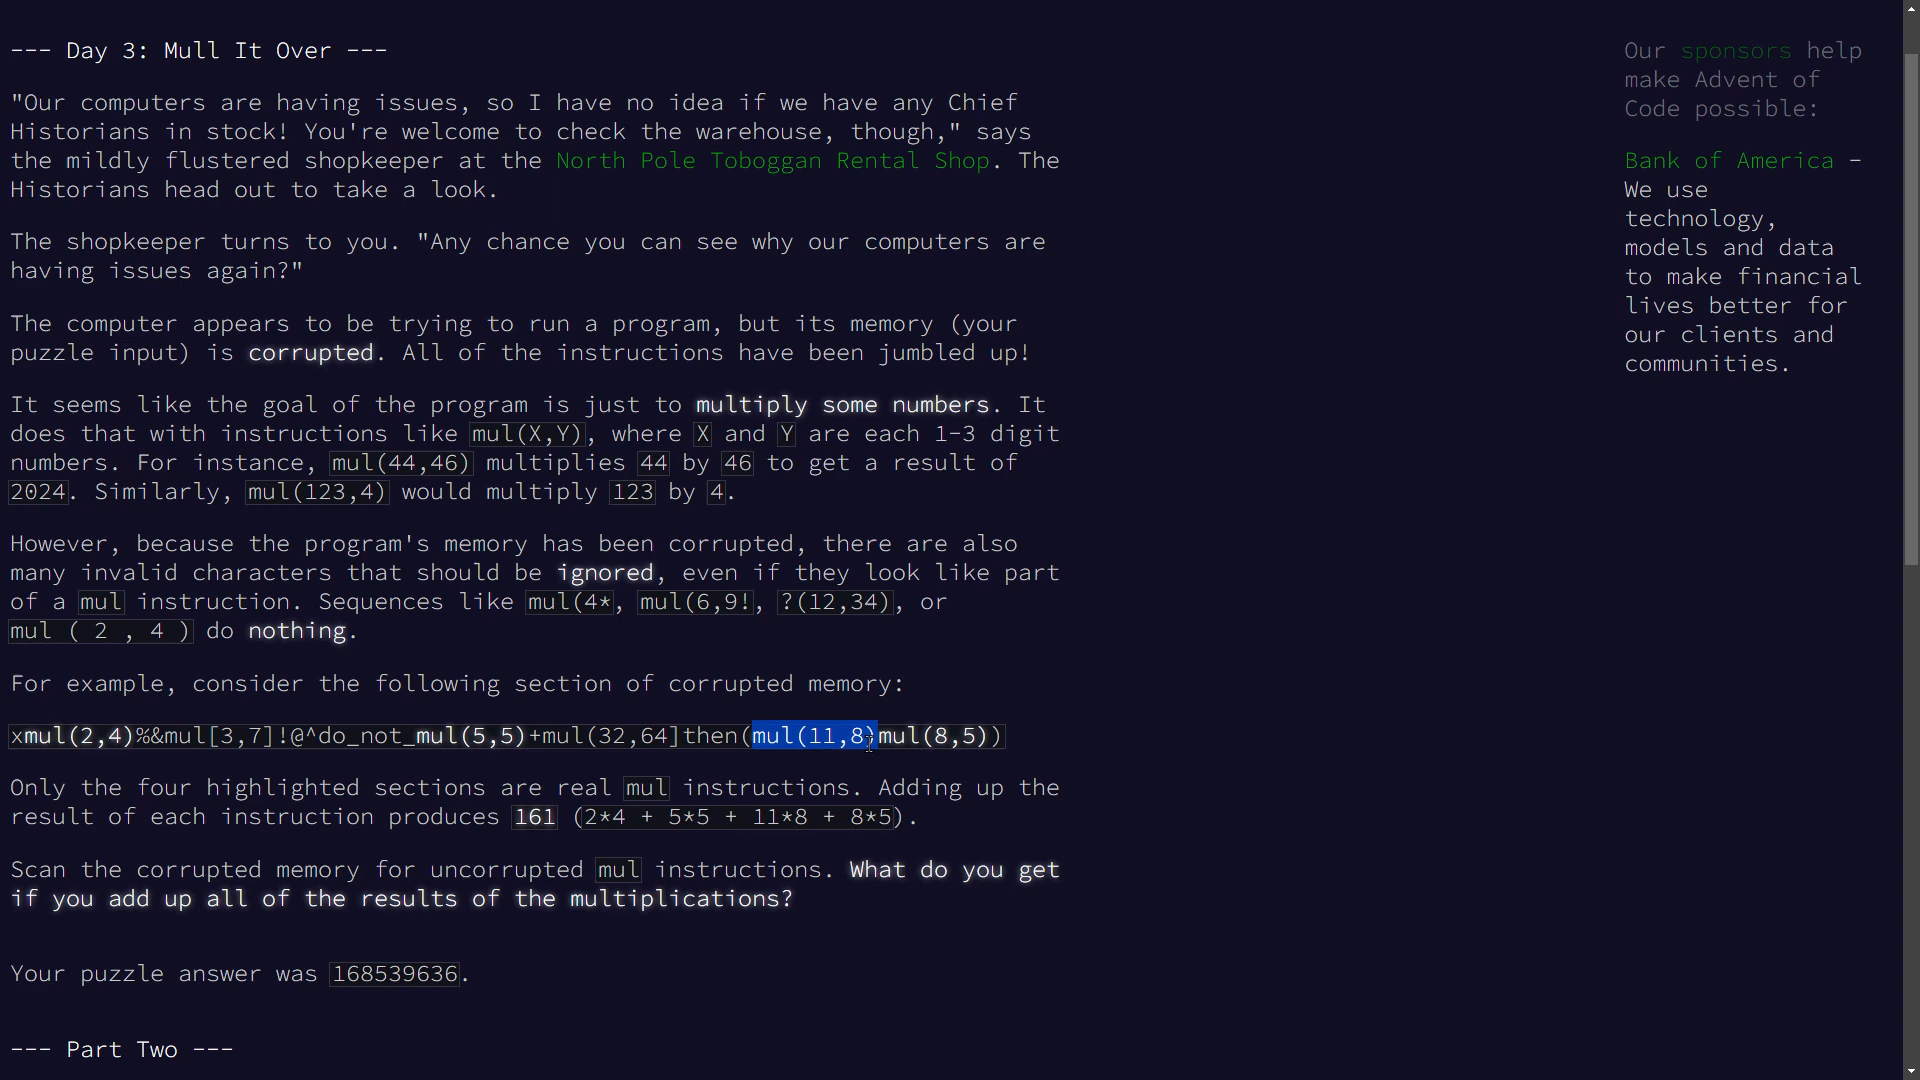 --- Day 3: Mull It Over ---
"Our computers are having issues, so I have no idea if we have any Chief
Historians in stock! You're welcome to check the warehouse, though," says
the mildly flustered shopkeeper at the North Pole Toboggan Rental Shop. The
Historians head out to take a look.
The shopkeeper turns to you. "Any chance you can see why our computers are
having issues again?"
The computer appears to be trying to run a program, but its memory (your
puzzle input) is corrupted. All of the instructions have been jumbled up!
It seems like the goal of the program is just to multiply some numbers. It
does that with instructions like mul(X,Y), where X and Y are each 1-3 digit
numbers. For instance, mul(44,46) multiplies 44 by 46 to get a result of
2024. Similarly, mul(123,4) would multiply 123 by 4.
However, because the program's memory has been corrupted, there are also
many invalid characters that should be ignored, even if they look like part
of a mul instruction. Sequences like mul(4*, mul(6,9!, ?(12,34), or
mul ( 2 , 4 ) do nothing.
For example, consider the following section of corrupted memory:
xmul(2,4)%&mul[3,7]!@^do_not_mul(5,5)+mul(32,64]then(mul(11,8)mul(8,5))
Only the four highlighted sections are real mul instructions. Adding up the
result of each instruction produces 161 (2*4 + 5*5 + 11*8 + 8*5).
Scan the corrupted memory for uncorrupted mul instructions. What do you get
if you add up all of the results of the multiplications?
Your puzzle answer was 168539636.
--- Part Two ---
Our sponsors help
make Advent of
Code possible:
Bank of America -
We use
technology,
models and data
to make financial
lives better for
our clients and
communities.